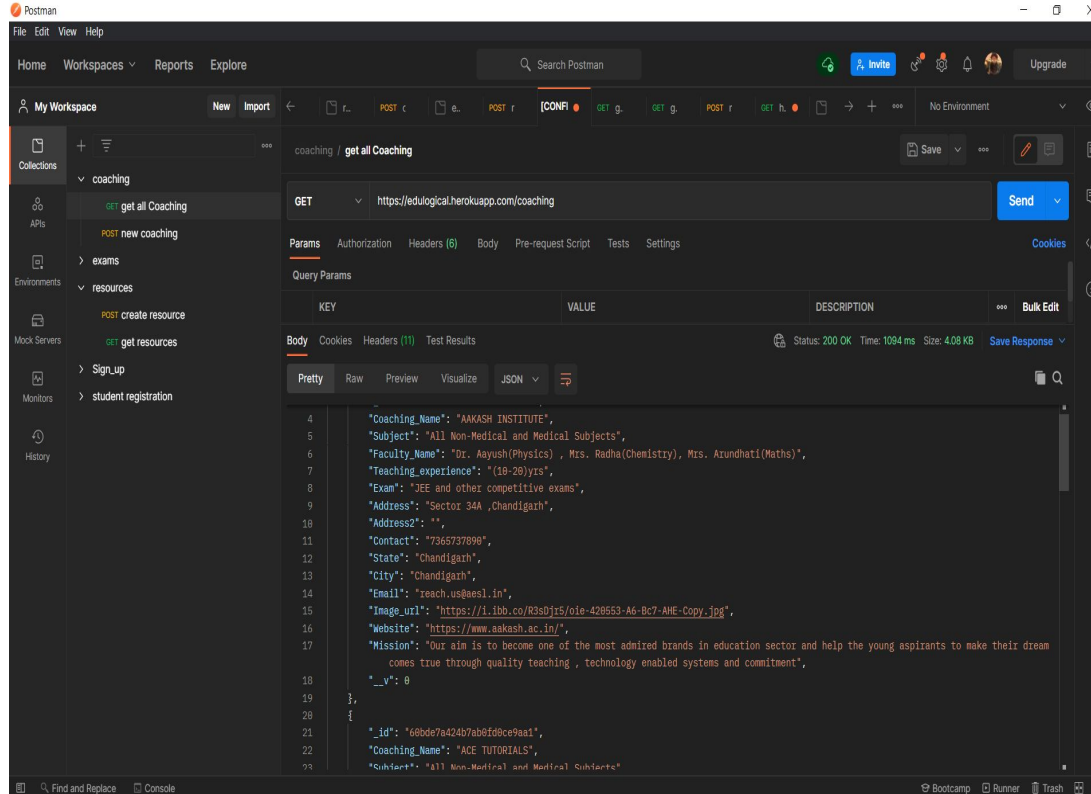 Postman
File Edit View Help
Home Workspaces Reports Explore Search Postman Invite Upgrade
My Workspace New Import r... POST c e.. POST r [CONFI GET g. GET g. POST r GET h. No Environment
Collections
APIs
Environments
Mock Servers
Monitors
History
coaching
GET get all Coaching
POST new coaching
exams
resources
POST create resource
GET get resources
Sign_up
student registration
coaching / get all Coaching Save
GET https://edulogical.herokuapp.com/coaching Send
Params Authorization Headers (6) Body Pre-request Script Tests Settings Cookies
Query Params
KEY VALUE DESCRIPTION Bulk Edit
Body Cookies Headers (11) Test Results Status: 200 OK Time: 1094 ms Size: 4.08 KB Save Response
Pretty Raw Preview Visualize JSON
4 "Coaching_Name": "AAKASH INSTITUTE",
5 "Subject": "All Non-Medical and Medical Subjects",
6 "Faculty_Name": "Dr. Aayush(Physics) , Mrs. Radha(Chemistry), Mrs. Arundhati(Maths)",
7 "Teaching_experience": "(10-20)yrs",
8 "Exam": "JEE and other competitive exams",
9 "Address": "Sector 34A ,Chandigarh",
10 "Address2": "",
11 "Contact": "7365737890",
12 "State": "Chandigarh",
13 "City": "Chandigarh",
14 "Email": "reach.us@aesl.in",
15 "Image_url": "https://i.ibb.co/R3sDjr5/oie-420553-A6-Bc7-AHE-Copy.jpg",
16 "Website": "https://www.aakash.ac.in/",
17 "Mission": "Our aim is to become one of the most admired brands in education sector and help the young aspirants to make their dream
comes true through quality teaching , technology enabled systems and commitment",
18 "__v": 0
19 },
20 {
21 "_id": "60bde7a424b7ab0fd0ce9aa1",
22 "Coaching_Name": "ACE TUTORIALS",
23 "Subject": "All Non-Medical and Medical Subjects"
Find and Replace Console Bootcamp Runner Trash